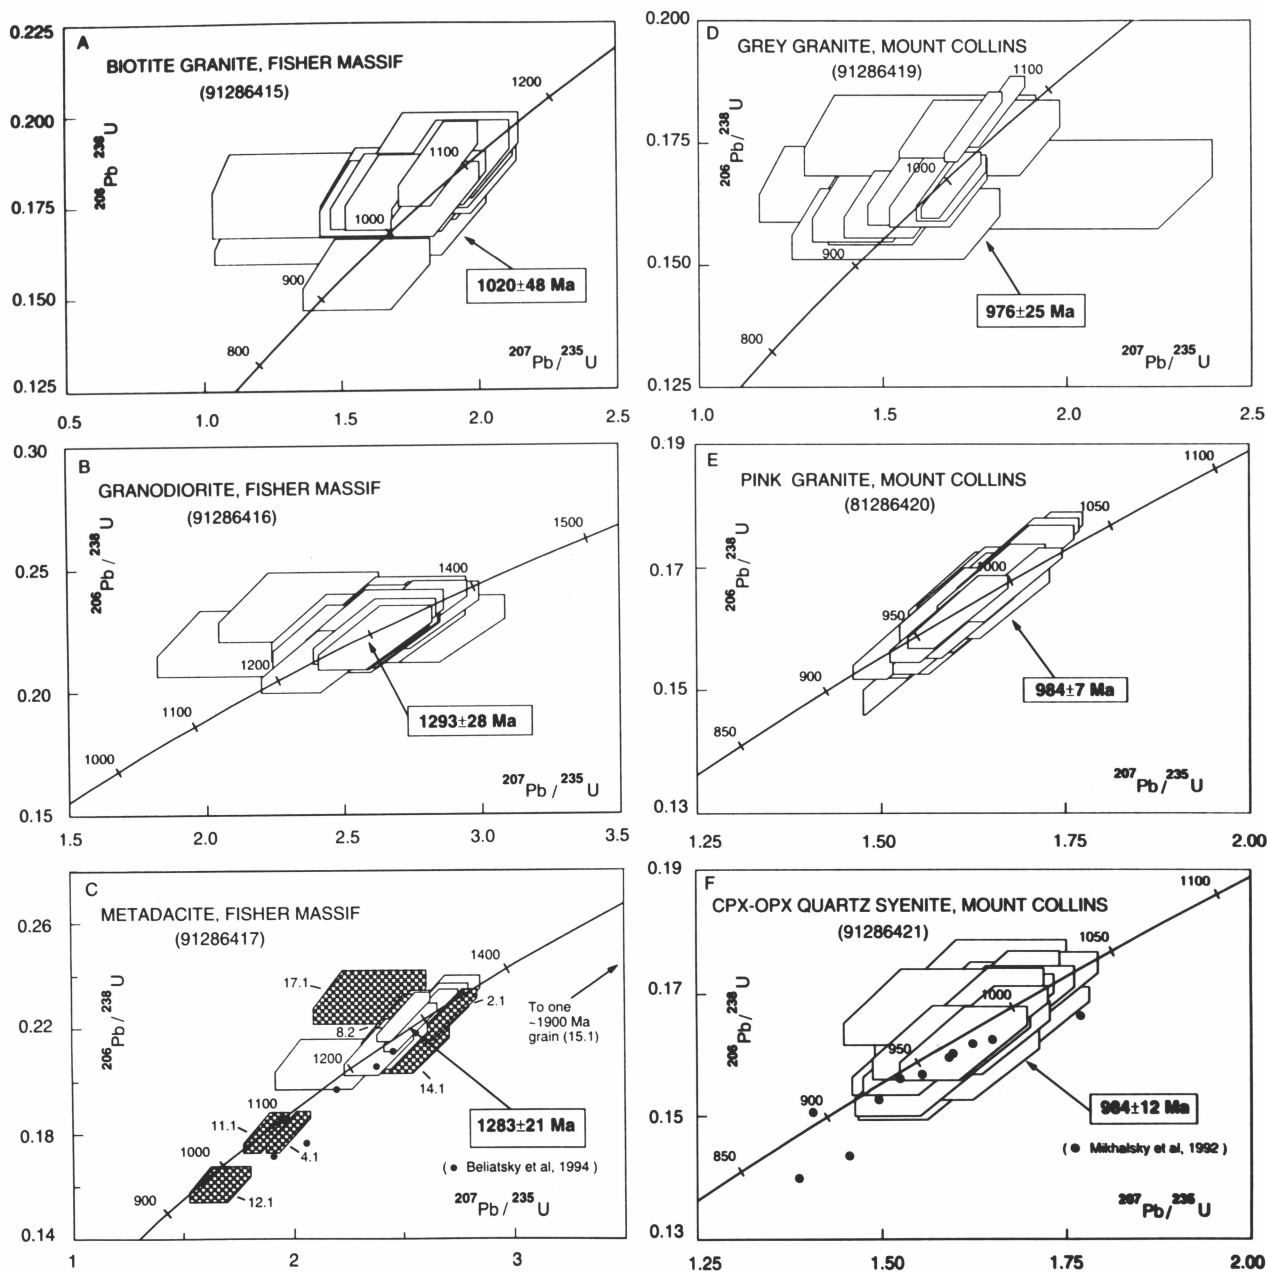 A
BIOTITE GRANITE, FISHER MASSIF
(91286415)
0.225
0.200
0.175
0.150
0.125
206Pb 238U
1200
1100
1000
900
800
1020±48 Ma
207Pb/235U
0.5 1.0 1.5 2.0 2.5
D
GREY GRANITE, MOUNT COLLINS
(91286419)
0.200
0.175
0.150
0.125
206Pb/238U
1100
1000
900
800
976±25 Ma
207Pb/235U
1.0 1.5 2.0 2.5
B
GRANODIORITE, FISHER MASSIF
(91286416)
0.30
0.25
0.20
0.15
206Pb/238U
1500
1400
1200
1100
1000
1293±28 Ma
207Pb/235U
1.5 2.0 2.5 3.0 3.5
E
PINK GRANITE, MOUNT COLLINS
(81286420)
0.19
0.17
0.15
0.13
206Pb/238U
1100
1050
1000
950
900
850
984±7 Ma
207Pb/235U
1.25 1.50 1.75 2.00
C
METADACITE, FISHER MASSIF
(91286417)
0.26
0.22
0.18
0.14
206Pb/238U
1400
17.1
2.1
8.2
To one
~1900 Ma
grain (15.1)
1200
14.1
1100
11.1
4.1
1000
12.1
900
1283±21 Ma
( ● Beliatsky et al, 1994 )
207Pb/235U
1 2 3
F
CPX-OPX QUARTZ SYENITE, MOUNT COLLINS
(91286421)
0.19
0.17
0.15
0.13
206Pb/238U
1100
1050
1000
950
900
850
984±12 Ma
( ● Mikhalsky et al, 1992 )
207Pb/235U
1.25 1.50 1.75 2.00